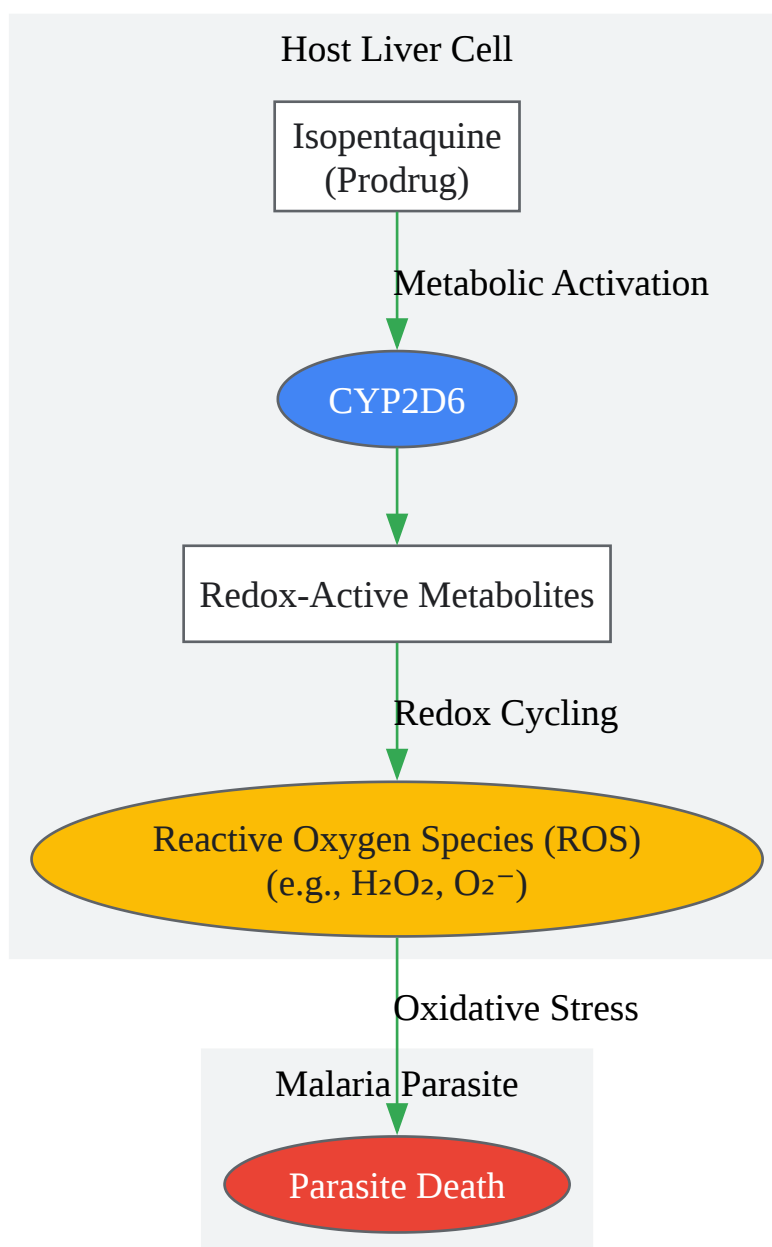 Host Liver Cell
Isopentaquine
(Prodrug)
Metabolic Activation
CYP2D6
Redox-Active Metabolites
Redox Cycling
Reactive Oxygen Species (ROS)
(e.g., H₂O₂, O₂⁻)
Oxidative Stress
Malaria Parasite
Parasite Death